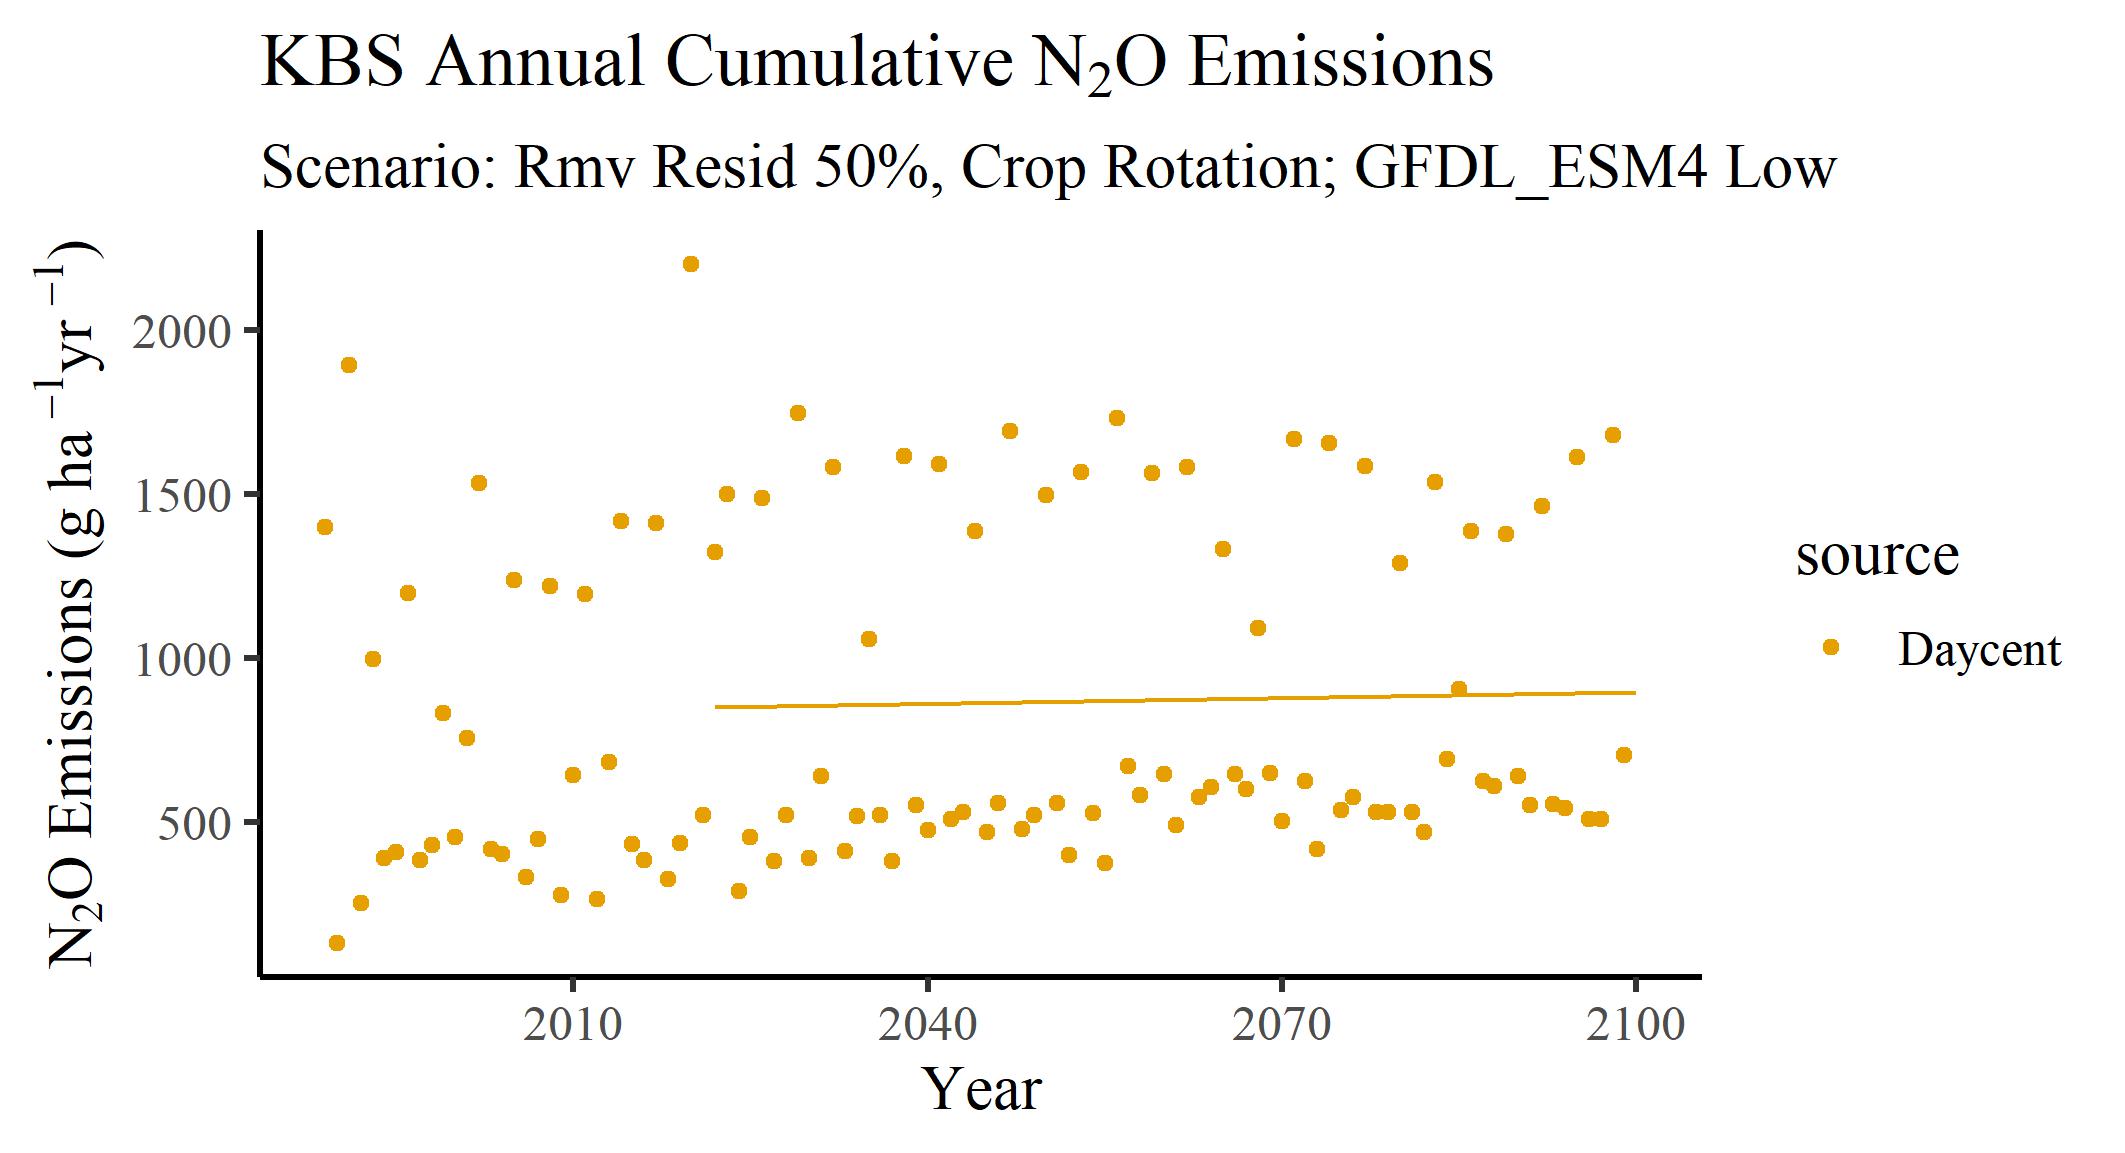 KBS Annual Cumulative N₂O Emissions
Scenario: Rmv Resid 50%, Crop Rotation; GFDL_ESM4 Low
N₂O Emissions (g ha⁻¹yr⁻¹)
2000
1500
1000
500
2010 2040 2070 2100
Year
source
Daycent